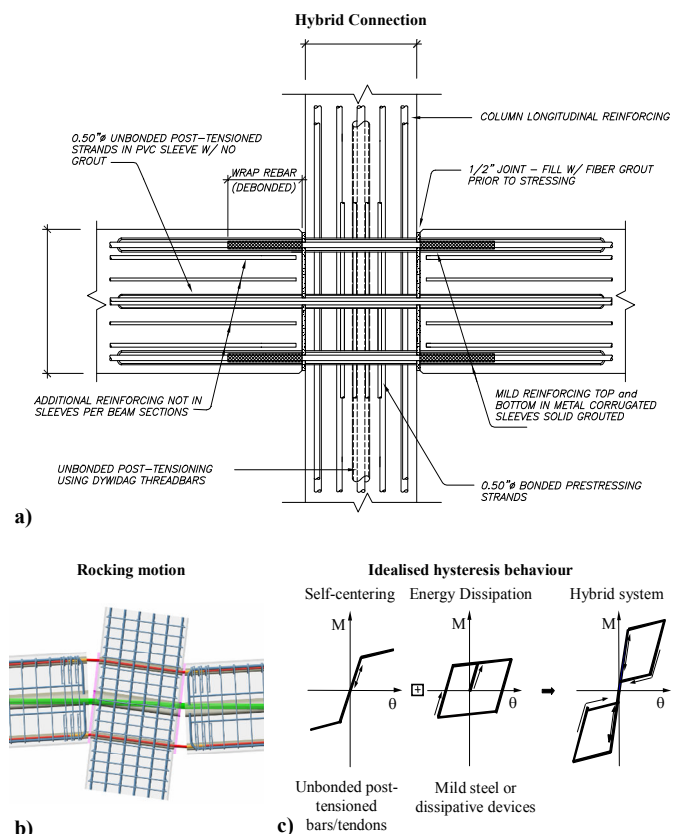 Hybrid Connection
COLUMN LONGITUDINAL REINFORCING
0.50"ø UNBONDED POST-TENSIONED
STRANDS IN PVC SLEEVE W/ NO
GROUT
WRAP REBAR
(DEBONDED)
1/2" JOINT – FILL W/ FIBER GROUT
PRIOR TO STRESSING
ADDITIONAL REINFORCING NOT IN
SLEEVES PER BEAM SECTIONS
MILD REINFORCING TOP and
BOTTOM IN METAL CORRUGATED
SLEEVES SOLID GROUTED
UNBONDED POST-TENSIONING
USING DYWIDAG THREADBARS
0.50"ø BONDED PRESTRESSING
STRANDS
a)
Rocking motion
b)
Idealised hysteresis behaviour
Self-centering
Energy Dissipation
Hybrid system
M
θ
+
M
θ
M
θ
Unbonded post-
tensioned
bars/tendons
Mild steel or
dissipative devices
c)